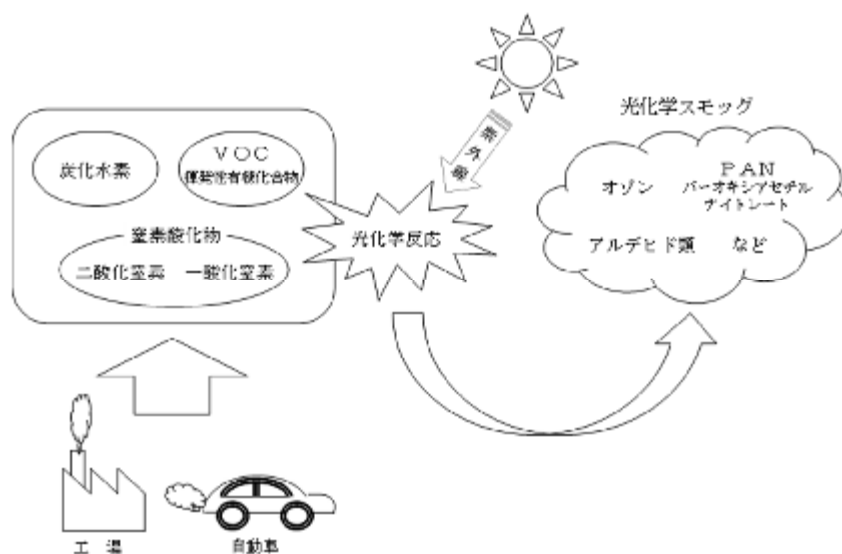 光化学スモッグ
紫外線
炭化水素
VOC
揮発性有機化合物
オゾン
PAN
パーオキシアセチル
ナイトレート
窒素酸化物
光化学反応
二酸化窒素 一酸化窒素
アルデヒド類 など
工場
自動車